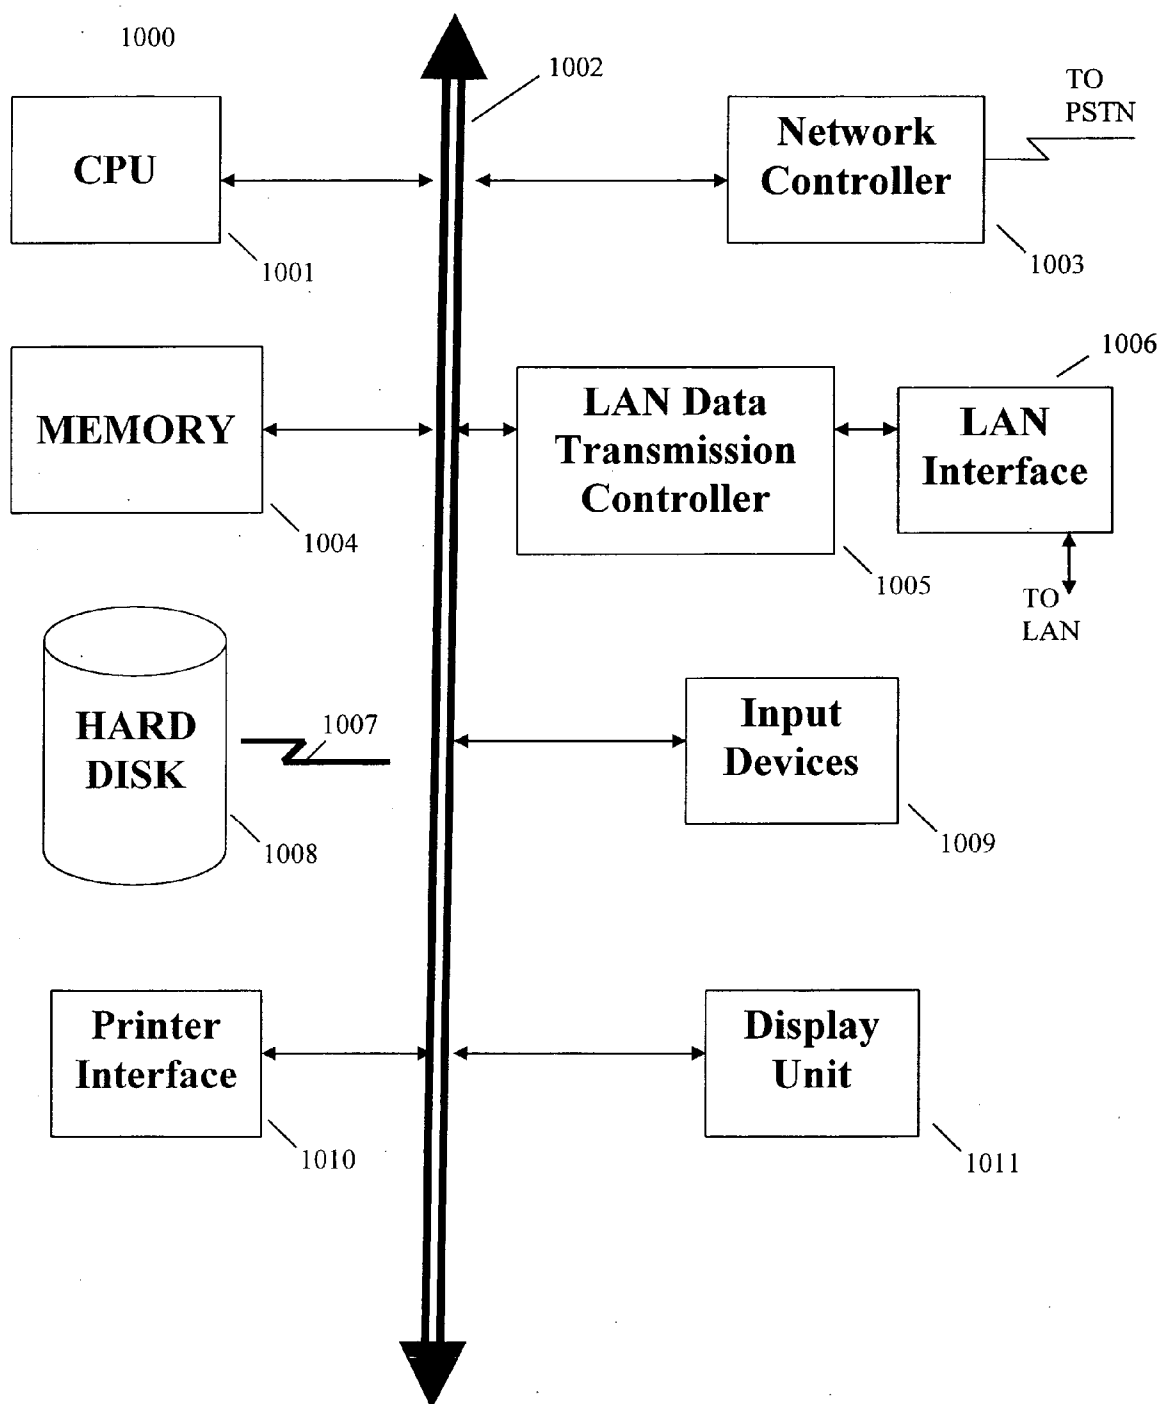 1000
1002
TO
PSTN
CPU
Network
Controller
1001
1003
1006
MEMORY
LAN Data
Transmission
Controller
LAN
Interface
1004
1005
TO
LAN
HARD
DISK
1007
Input
Devices
1008
1009
Printer
Interface
Display
Unit
1010
1011